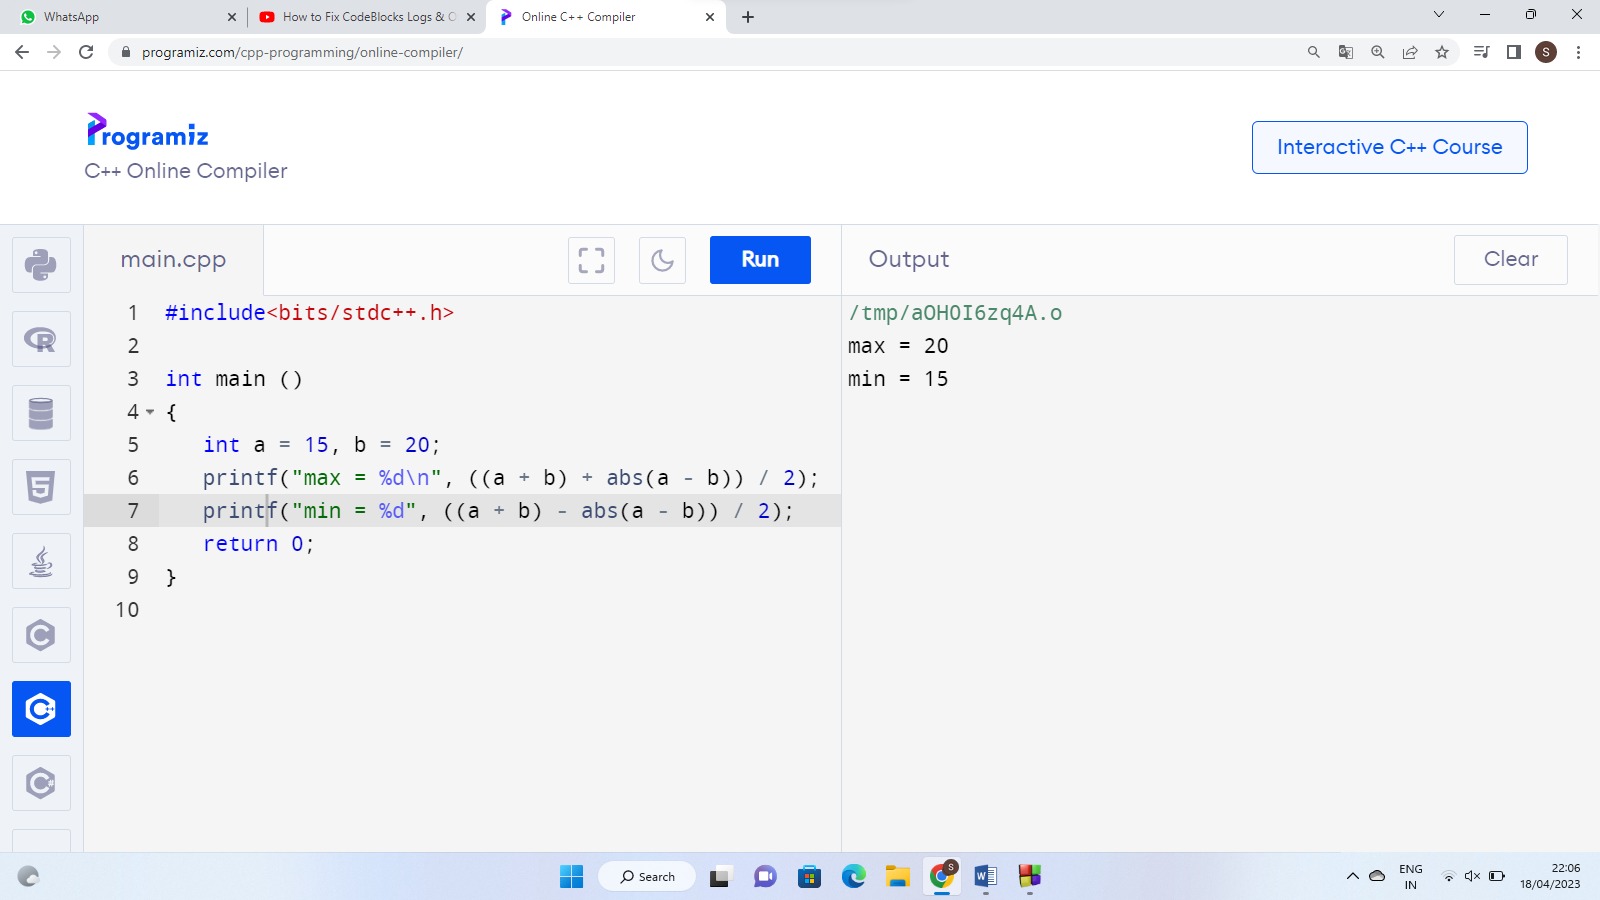 WhatsApp
How to Fix CodeBlocks Logs & O
Online C++ Compiler
programiz.com/cpp-programming/online-compiler/
S
Programiz
C++ Online Compiler
Interactive C++ Course
main.cpp
Run
Output
Clear
1 #include<bits/stdc++.h>
2
3 int main ()
4 {
5 int a = 15, b = 20;
6 printf("max = %d\n", ((a + b) + abs(a - b)) / 2);
7 printf("min = %d", ((a + b) - abs(a - b)) / 2);
8 return 0;
9 }
10
/tmp/aOHOI6zq4A.o
max = 20
min = 15
Search
S
ENG
IN
22:06
18/04/2023